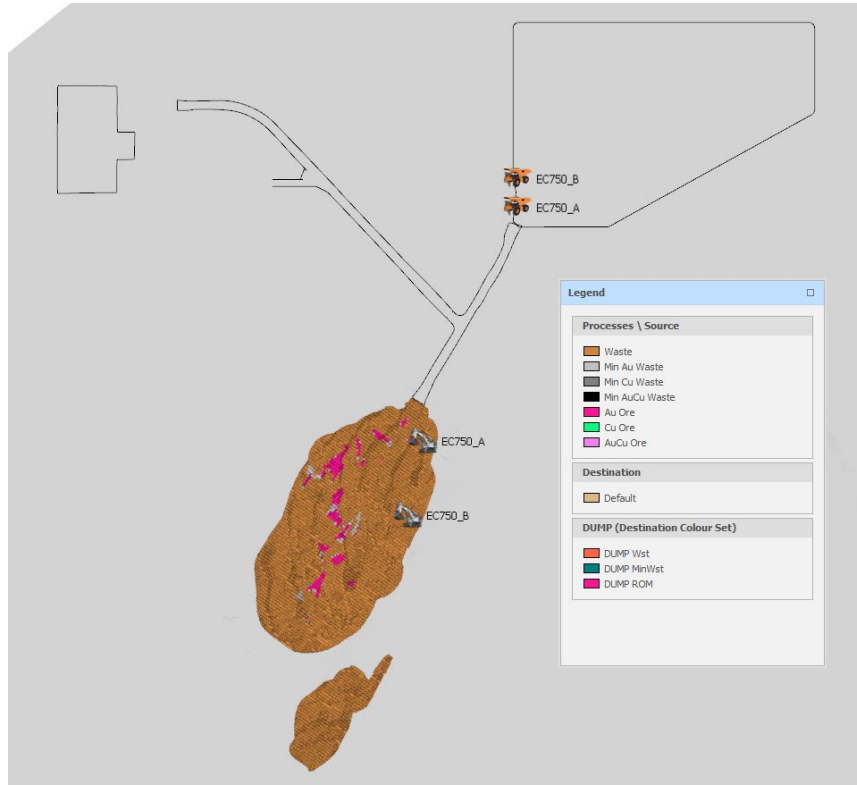 EC750_B
EC750_A
Legend
Processes \ Source
Waste
Min Au Waste
Min Cu Waste
Min AuCu Waste
Au Ore
Cu Ore
AuCu Ore
Destination
Default
DUMP (Destination Colour Set)
DUMP Wst
DUMP MinWst
DUMP ROM
EC750_A
EC750_B